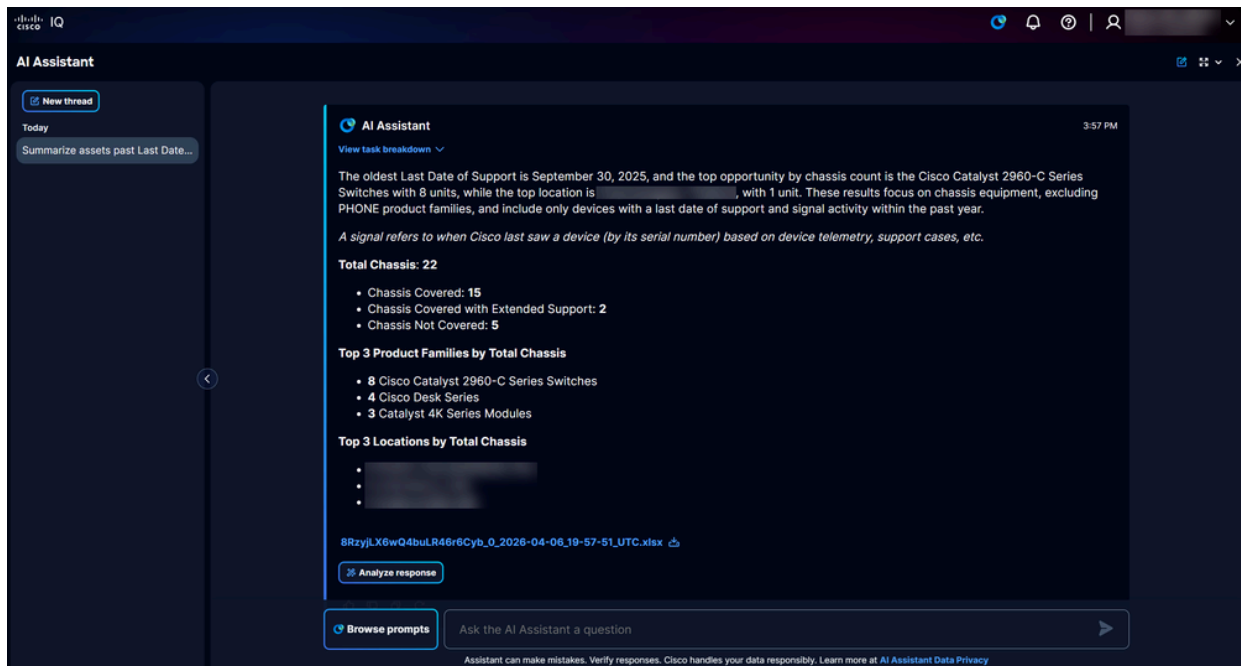 cisco IQ
AI Assistant
New thread
Today
Summarize assets past Last Date...
AI Assistant
3:57 PM
View task breakdown
The oldest Last Date of Support is September 30, 2025, and the top opportunity by chassis count is the Cisco Catalyst 2960-C Series
Switches with 8 units, while the top location is , with 1 unit. These results focus on chassis equipment, excluding
PHONE product families, and include only devices with a last date of support and signal activity within the past year.
A signal refers to when Cisco last saw a device (by its serial number) based on device telemetry, support cases, etc.
Total Chassis: 22
• Chassis Covered: 15
• Chassis Covered with Extended Support: 2
• Chassis Not Covered: 5
Top 3 Product Families by Total Chassis
• 8 Cisco Catalyst 2960-C Series Switches
• 4 Cisco Desk Series
• 3 Catalyst 4K Series Modules
Top 3 Locations by Total Chassis
8RzyjLX6wQ4buLR46r6Cyb_0_2026-04-06_19-57-51_UTC.xlsx
Analyze response
Browse prompts
Ask the AI Assistant a question
Assistant can make mistakes. Verify responses. Cisco handles your data responsibly. Learn more at AI Assistant Data Privacy